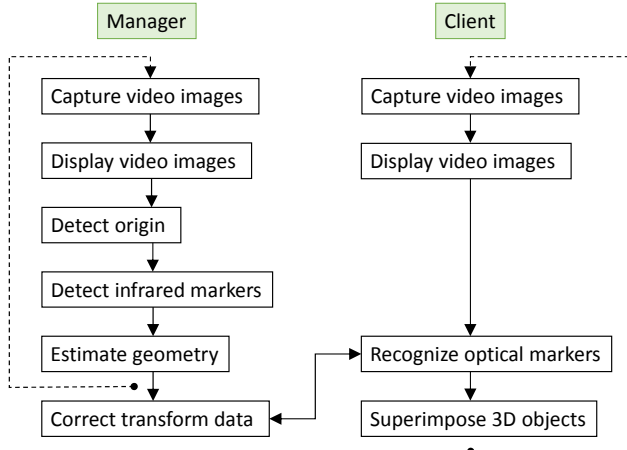 Manager
Client
Capture video images
Display video images
Detect origin
Detect infrared markers
Estimate geometry
Correct transform data
Capture video images
Display video images
Recognize optical markers
Superimpose 3D objects